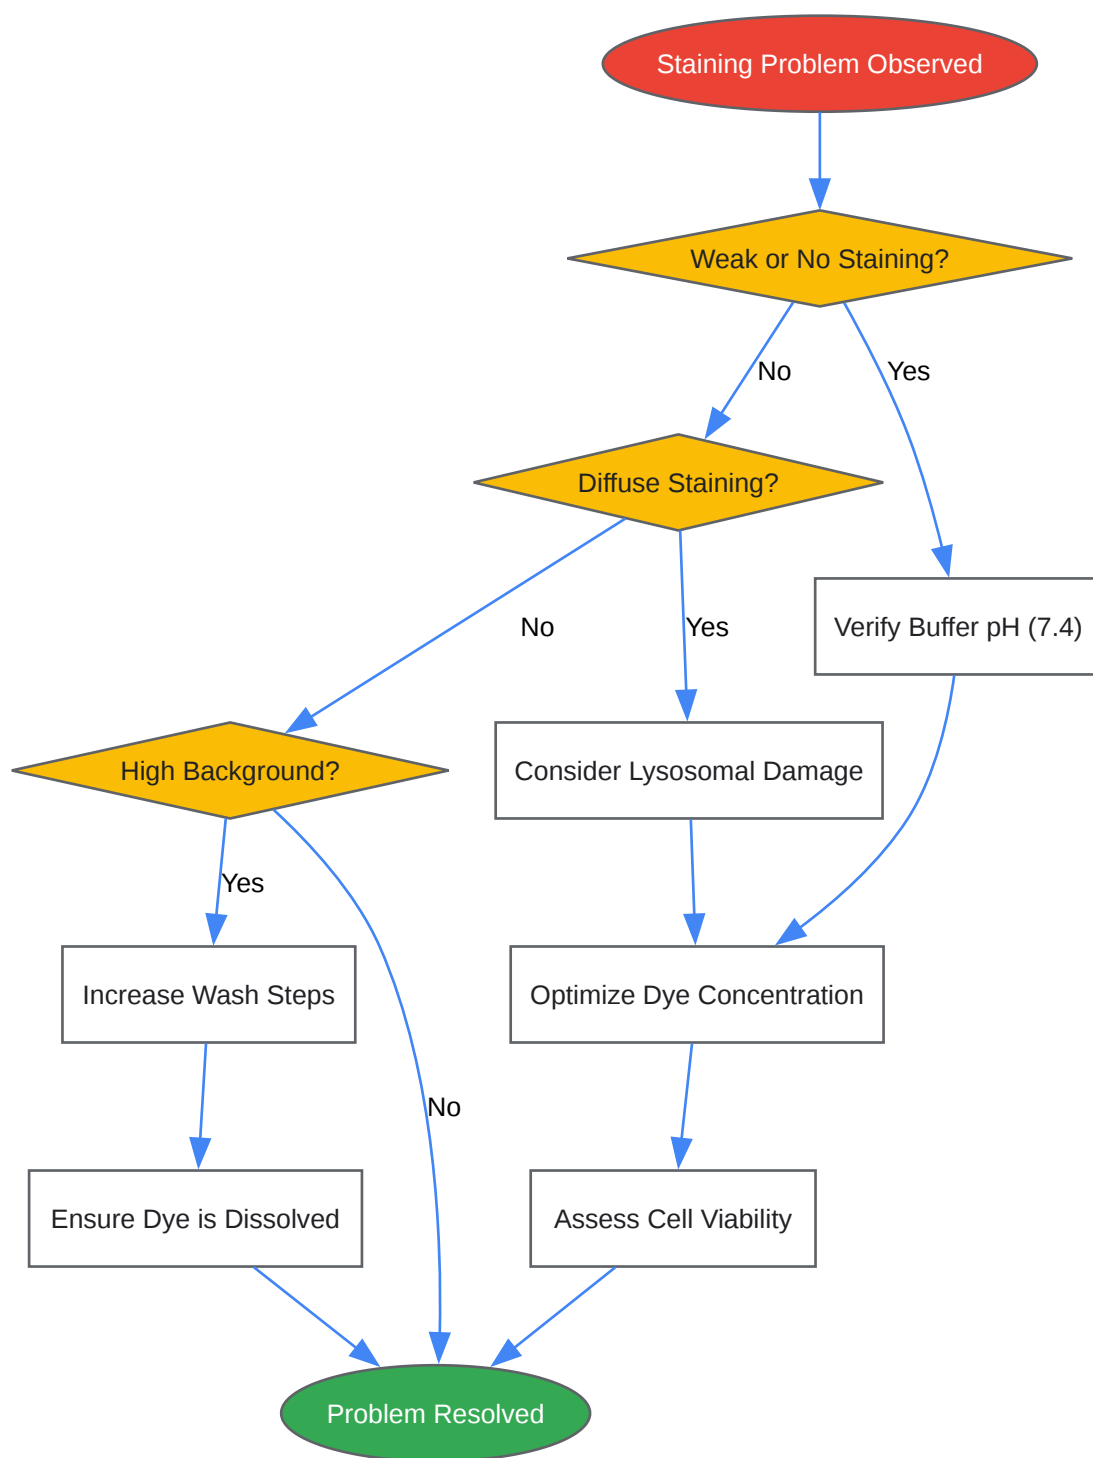 Staining Problem Observed
Weak or No Staining?
No
Yes
Diffuse Staining?
No
Yes
Verify Buffer pH (7.4)
High Background?
Consider Lysosomal Damage
Yes
Increase Wash Steps
Optimize Dye Concentration
No
Ensure Dye is Dissolved
Assess Cell Viability
Problem Resolved